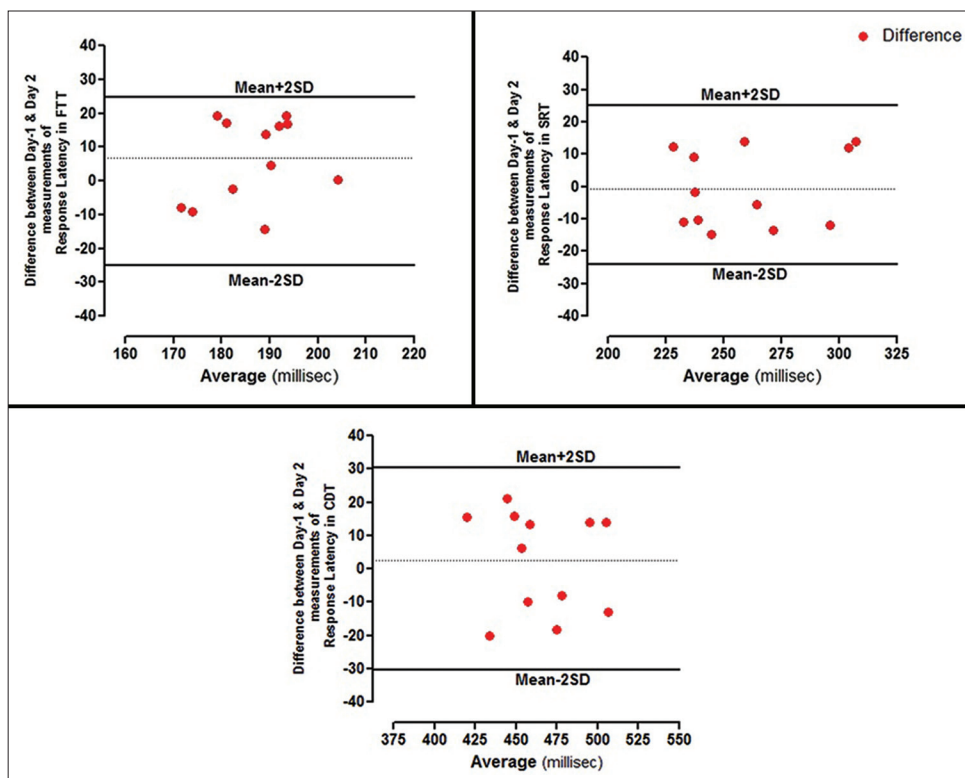 Difference
Difference between Day-1 & Day 2
measurements of
Response Latency in FTT
40
30
20
10
0
-10
-20
-30
-40
Mean+2SD
Mean-2SD
160 170 180 190 200 210 220
Average (millisec)
Difference between Day-1 & Day 2
measurements of
Response Latency in SRT
40
30
20
10
0
-10
-20
-30
-40
Mean+2SD
Mean-2SD
200 225 250 275 300 325
Average (millisec)
Difference between Day-1 & Day 2
measurements of
Response Latency in CDT
40
30
20
10
0
-10
-20
-30
-40
Mean+2SD
Mean-2SD
375 400 425 450 475 500 525 550
Average (millisec)